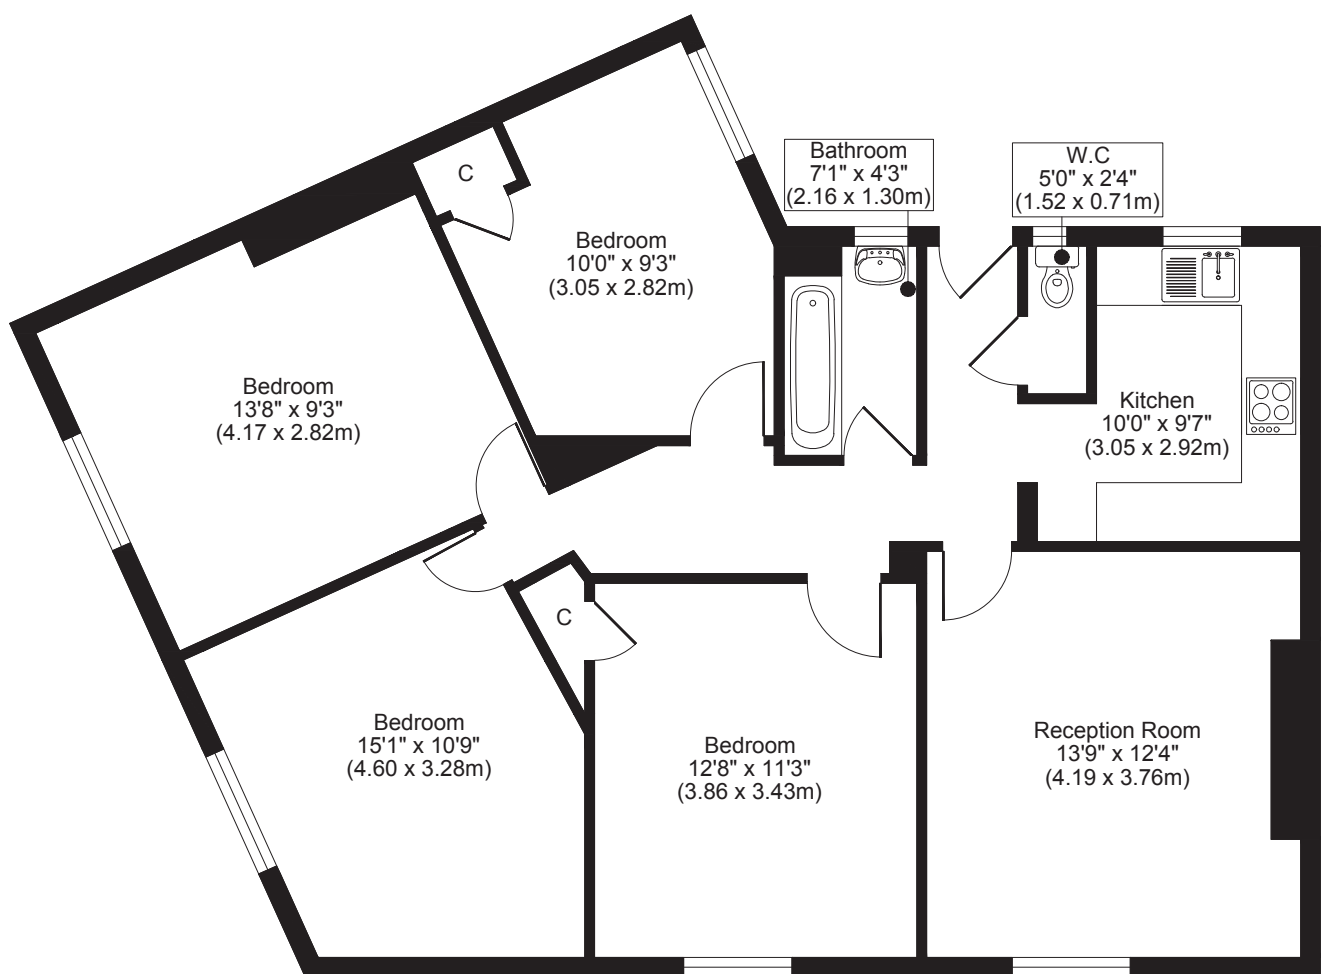 Bathroom
7'1" x 4'3"
(2.16 x 1.30m)
W.C
5'0" x 2'4"
(1.52 x 0.71m)
C
Bedroom
10'0" x 9'3"
(3.05 x 2.82m)
Bedroom
13'8" x 9'3"
(4.17 x 2.82m)
Kitchen
10'0" x 9'7"
(3.05 x 2.92m)
C
Bedroom
15'1" x 10'9"
(4.60 x 3.28m)
Bedroom
12'8" x 11'3"
(3.86 x 3.43m)
Reception Room
13'9" x 12'4"
(4.19 x 3.76m)